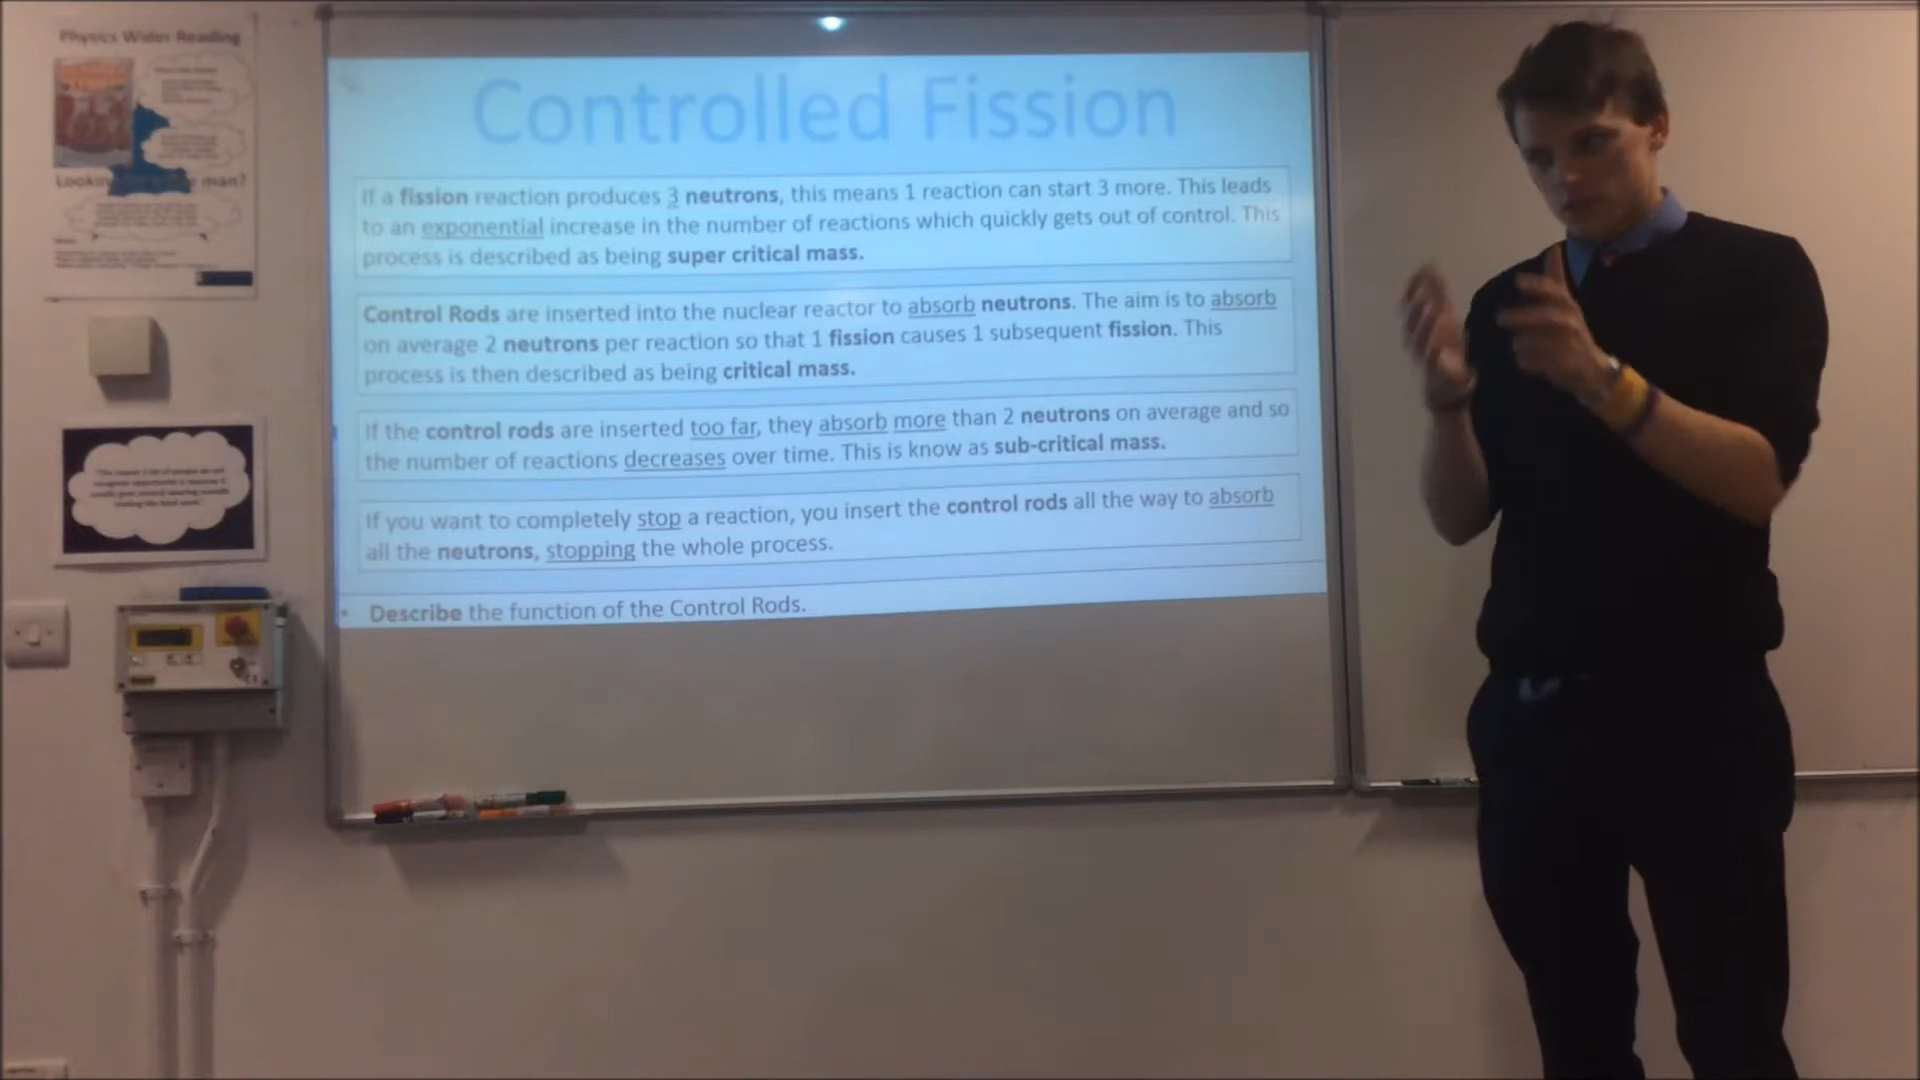 Physics Wider Reading
man?
Controlled Fission
If a fission reaction produces 3 neutrons, this means 1 reaction can start 3 more. This leads
to an exponential increase in the number of reactions which quickly gets out of control. This
process is described as being super critical mass.
Control Rods are inserted into the nuclear reactor to absorb neutrons. The aim is to absorb
on average 2 neutrons per reaction so that 1 fission causes 1 subsequent fission. This
process is then described as being critical mass.
If the control rods are inserted too far, they absorb more than 2 neutrons on average and so
the number of reactions decreases over time. This is know as sub-critical mass.
If you want to completely stop a reaction, you insert the control rods all the way to absorb
all the neutrons, stopping the whole process.
• Describe the function of the Control Rods.